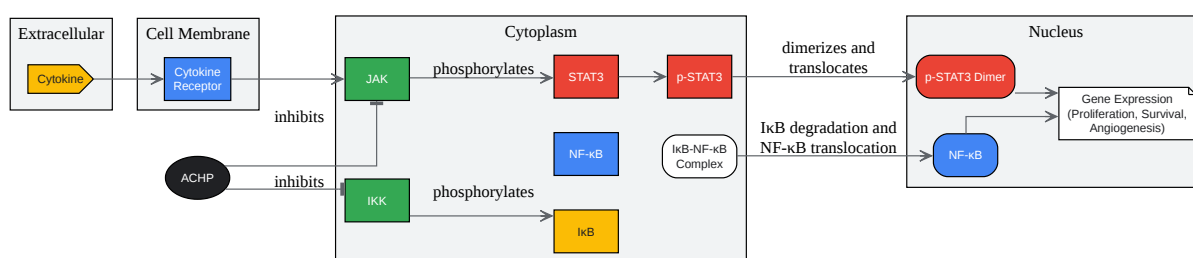 Extracellular
Cell Membrane
Cytoplasm
Nucleus
Cytokine
Cytokine
Receptor
JAK
phosphorylates
STAT3
p-STAT3
dimerizes and
translocates
p-STAT3 Dimer
Gene Expression
(Proliferation, Survival,
Angiogenesis)
inhibits
NF-κB
IκB-NF-κB
Complex
IκB degradation and
NF-κB translocation
NF-κB
ACHP
inhibits
IKK
phosphorylates
IκB